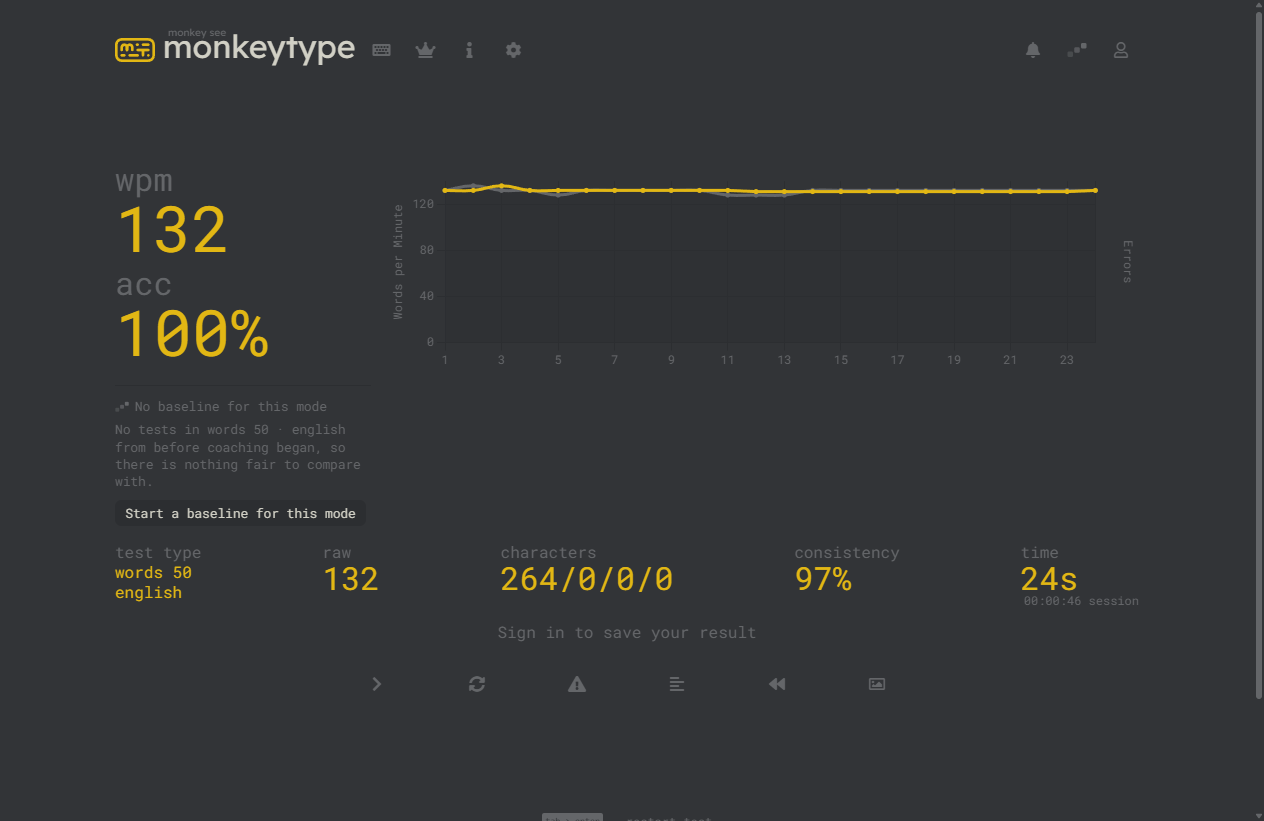 monkey see
monkeytype
wpm
132
acc
100%
Words per Minute
120
80
40
0
1 3 5 7 9 11 13 15 17 19 21 23
Errors
No baseline for this mode
No tests in words 50 · english
from before coaching began, so
there is nothing fair to compare
with.
Start a baseline for this mode
test type
words 50
english
raw
132
characters
264/0/0/0
consistency
97%
time
24s
00:00:46 session
Sign in to save your result